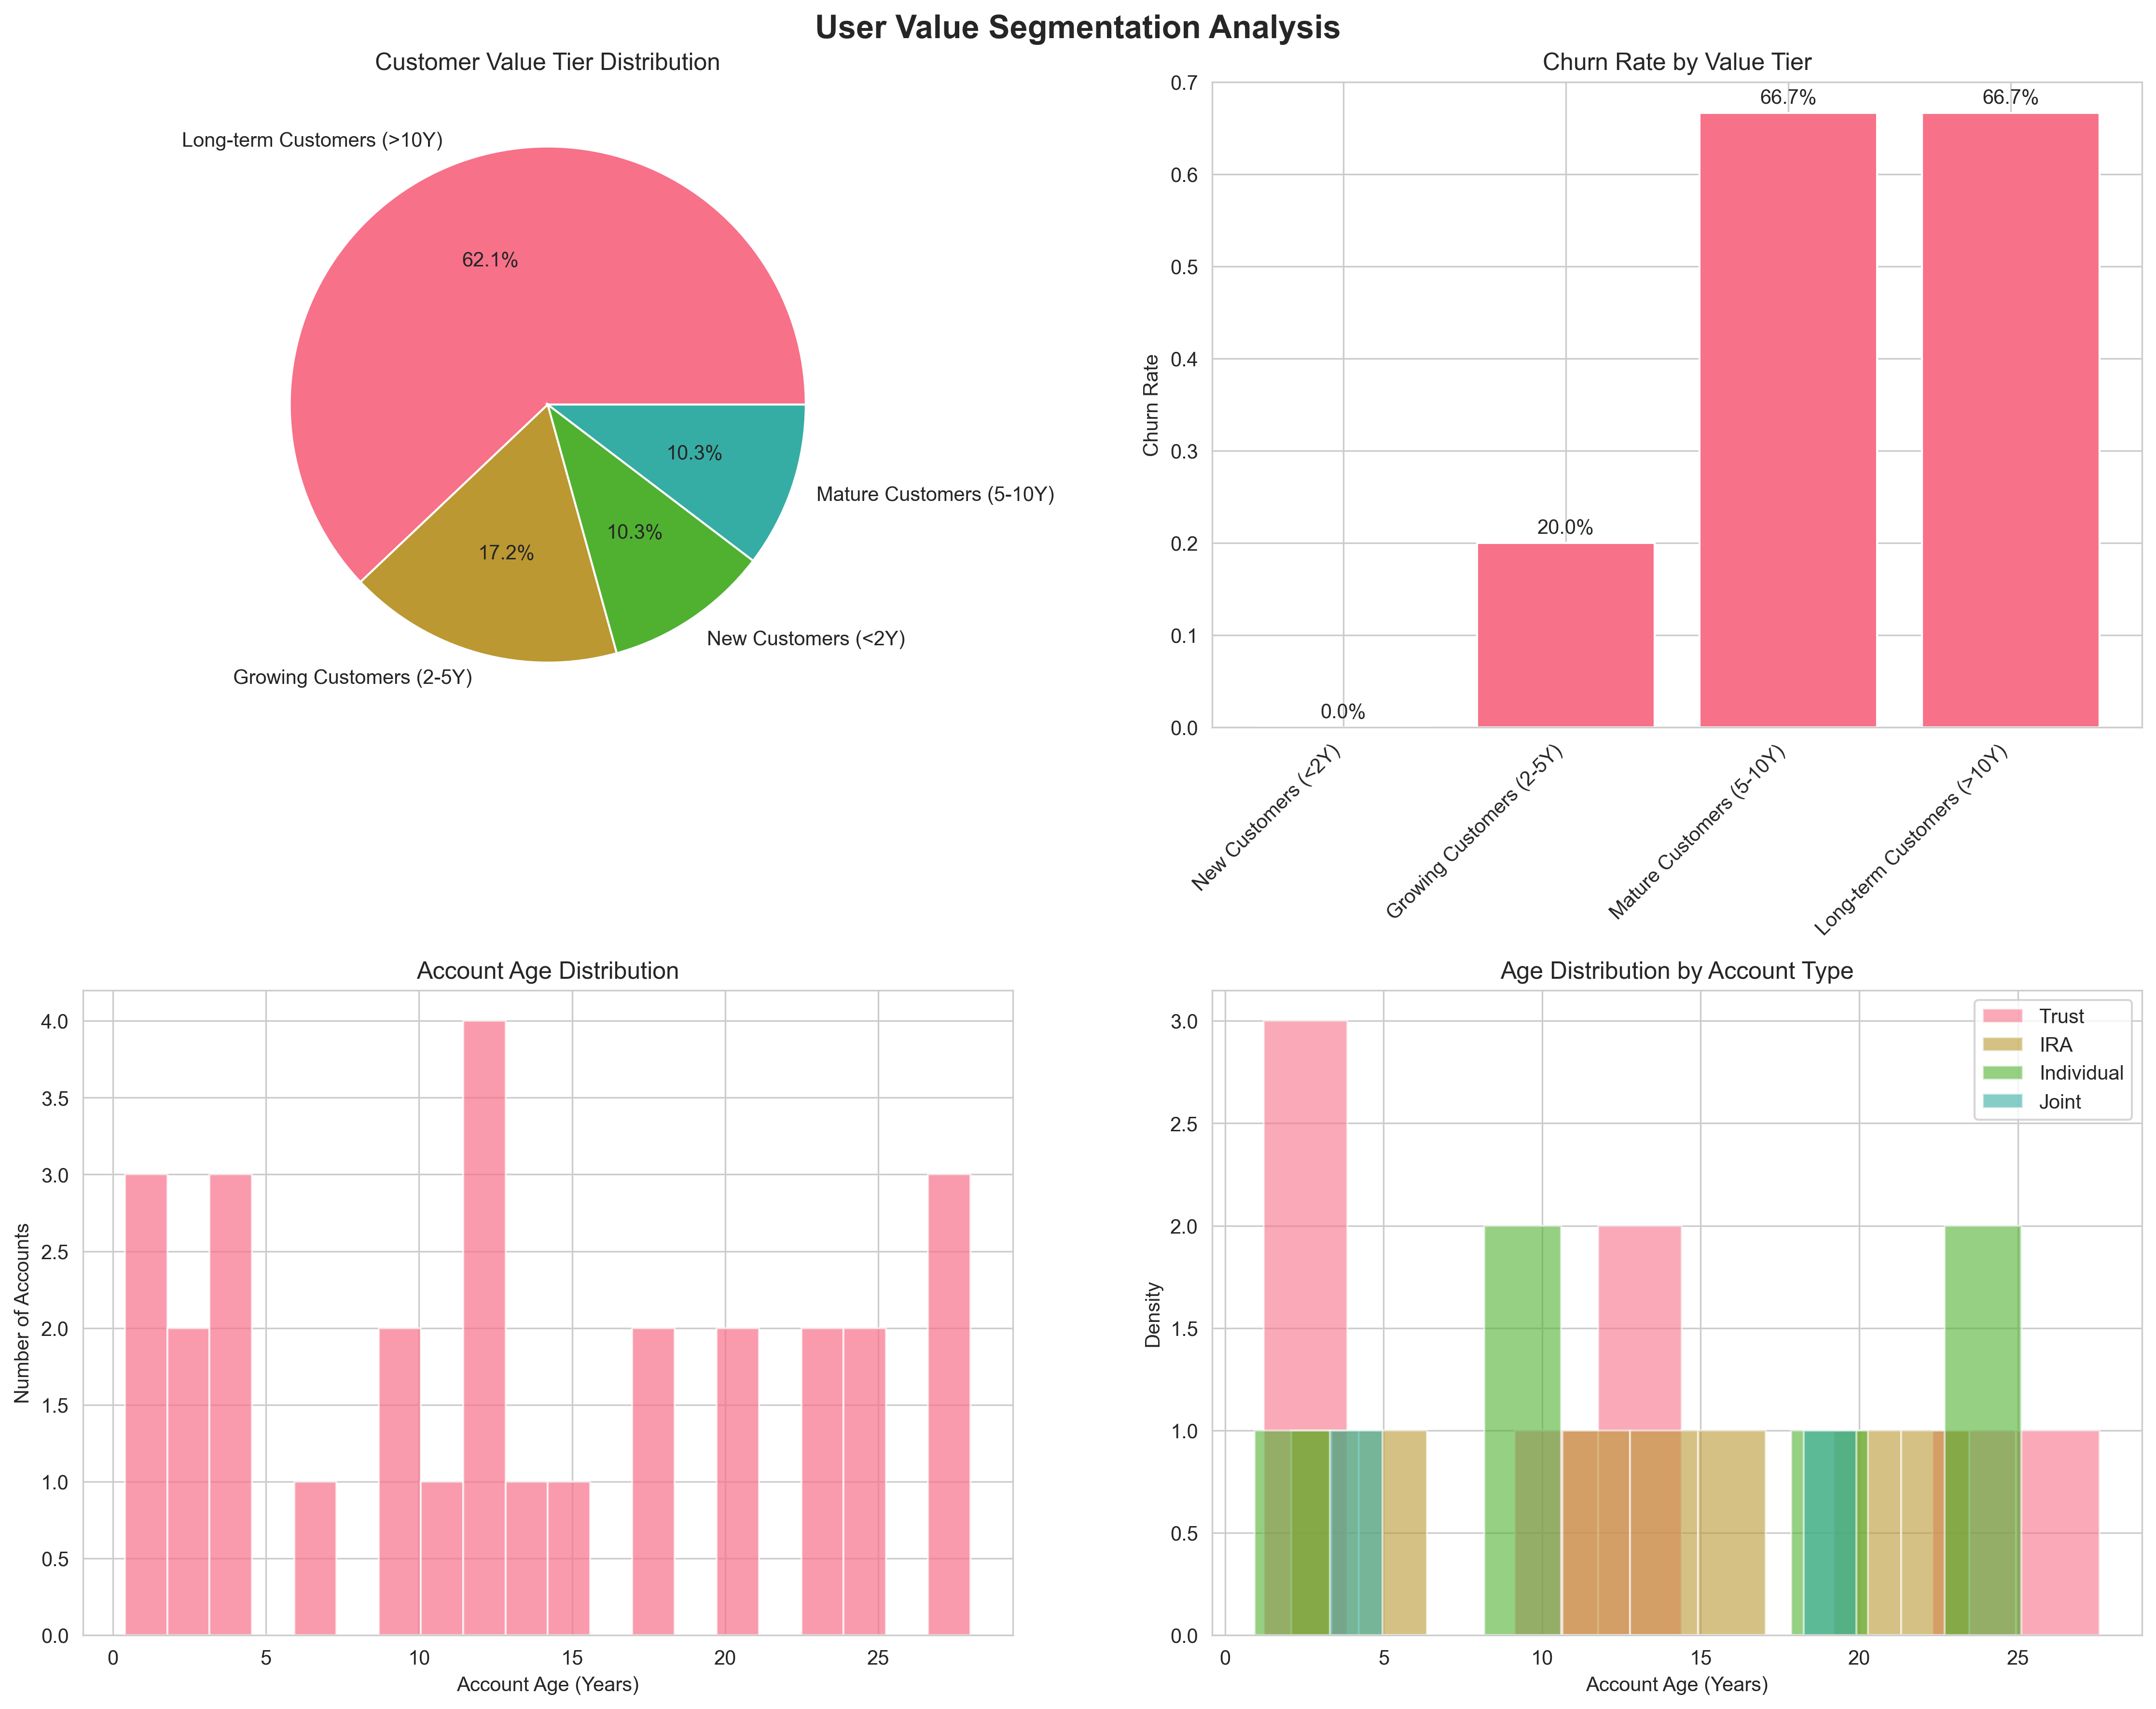 User Value Segmentation Analysis
Customer Value Tier Distribution
Long-term Customers (>10Y)
62.1%
10.3%
Mature Customers (5-10Y)
10.3%
17.2%
New Customers (<2Y)
Growing Customers (2-5Y)
Churn Rate by Value Tier
Churn Rate
0.7
0.6
0.5
0.4
0.3
0.2
0.1
0.0
66.7%
66.7%
20.0%
0.0%
New Customers (<2Y)
Growing Customers (2-5Y)
Mature Customers (5-10Y)
Long-term Customers (>10Y)
Account Age Distribution
Number of Accounts
4.0
3.5
3.0
2.5
2.0
1.5
1.0
0.5
0.0
0
5
10
15
20
25
Account Age (Years)
Age Distribution by Account Type
Density
3.0
2.5
2.0
1.5
1.0
0.5
0.0
Trust
IRA
Individual
Joint
0
5
10
15
20
25
Account Age (Years)